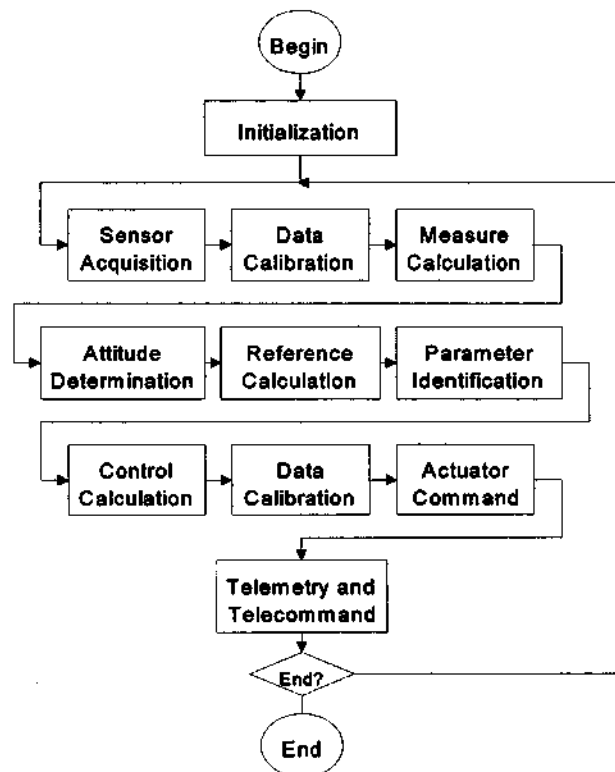 Begin
Initialization
Sensor
Acquisition
Data
Calibration
Measure
Calculation
Attitude
Determination
Reference
Calculation
Parameter
Identification
Control
Calculation
Data
Calibration
Actuator
Command
Telemetry and
Telecommand
End?
End